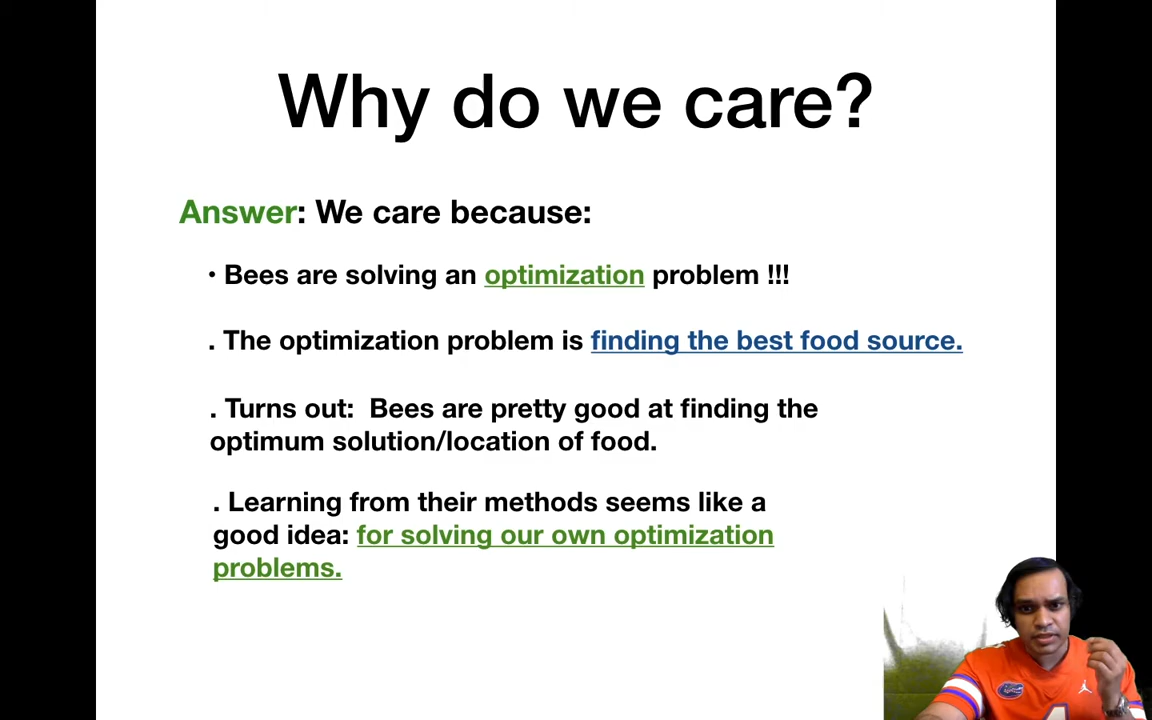 Why do we care?
Answer: We care because:
• Bees are solving an optimization problem !!!
. The optimization problem is finding the best food source.
. Turns out:  Bees are pretty good at finding the
optimum solution/location of food.
. Learning from their methods seems like a
good idea: for solving our own optimization
problems.